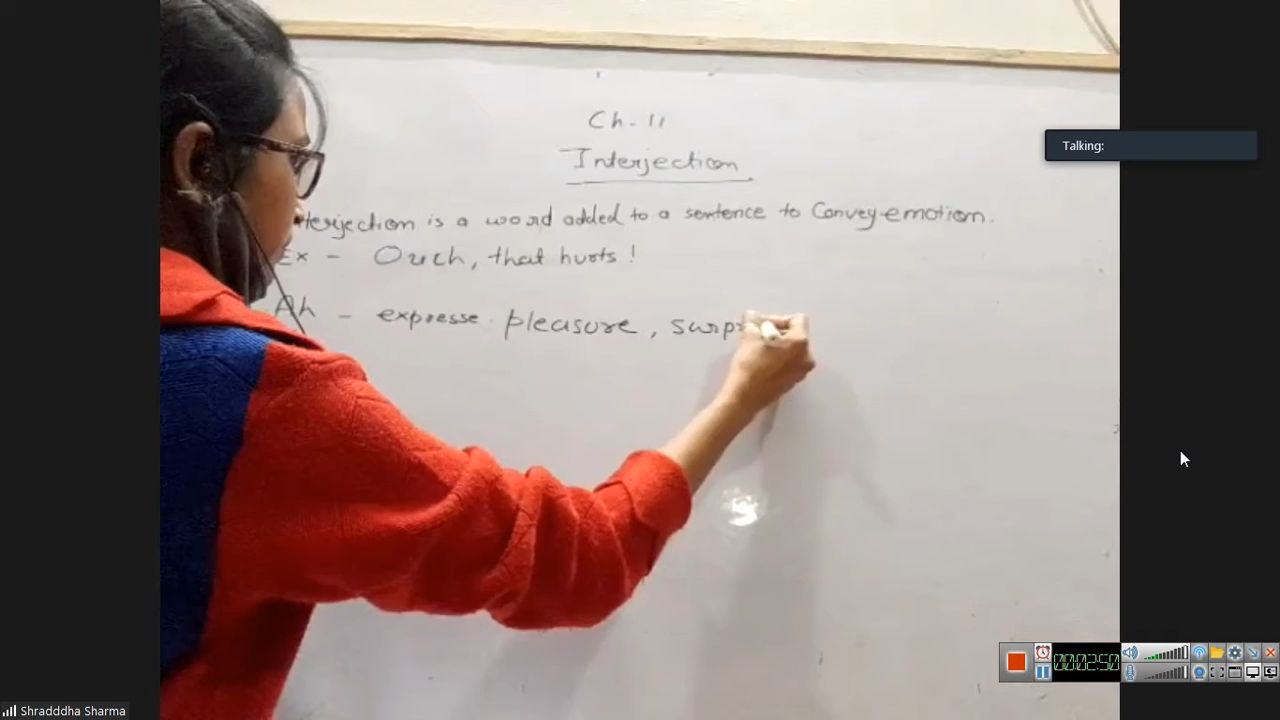 Ch-11
Interjection
terjection is a word added to a sentence to Convey-emotion.
Ex - Ouch, that hurts!
Ah - expresse pleasure, surp
Talking:
00:02:50
Shradddha Sharma